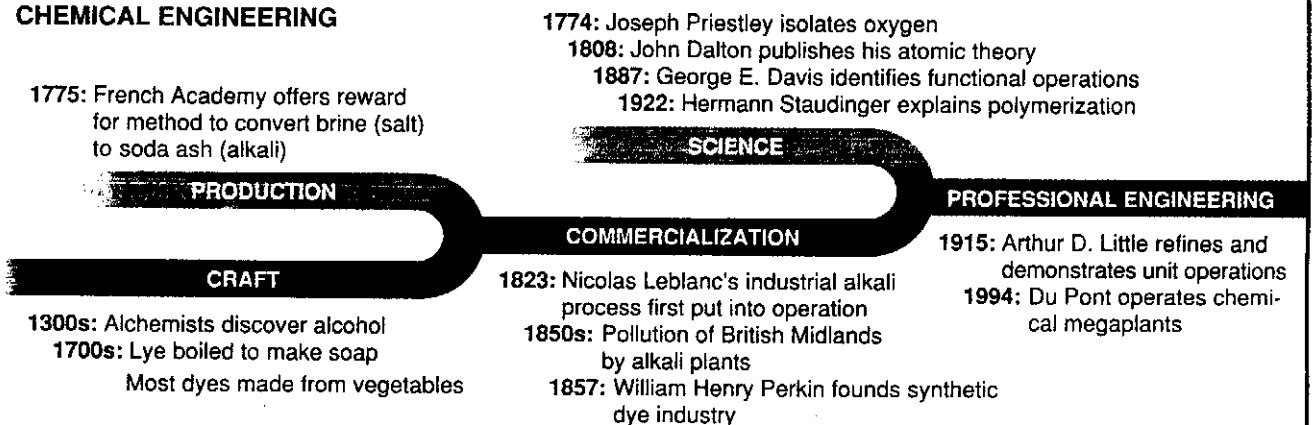 CHEMICAL ENGINEERING
1775: French Academy offers reward
for method to convert brine (salt)
to soda ash (alkali)
PRODUCTION
CRAFT
1300s: Alchemists discover alcohol
1700s: Lye boiled to make soap
Most dyes made from vegetables
1774: Joseph Priestley isolates oxygen
1808: John Dalton publishes his atomic theory
1887: George E. Davis identifies functional operations
1922: Hermann Staudinger explains polymerization
SCIENCE
COMMERCIALIZATION
1823: Nicolas Leblanc's industrial alkali
process first put into operation
1850s: Pollution of British Midlands
by alkali plants
1857: William Henry Perkin founds synthetic
dye industry
PROFESSIONAL ENGINEERING
1915: Arthur D. Little refines and
demonstrates unit operations
1994: Du Pont operates chemi-
cal megaplants